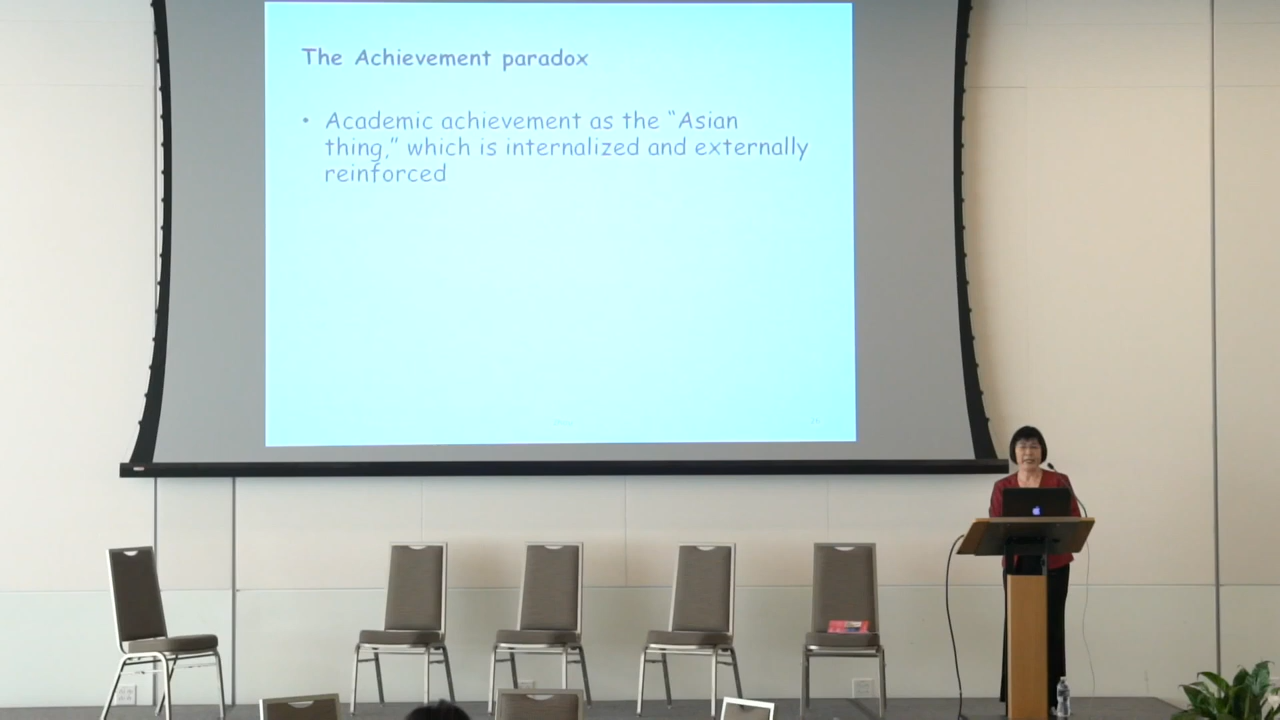 The Achievement paradox
• Academic achievement as the “Asian
thing,” which is internalized and externally
reinforced